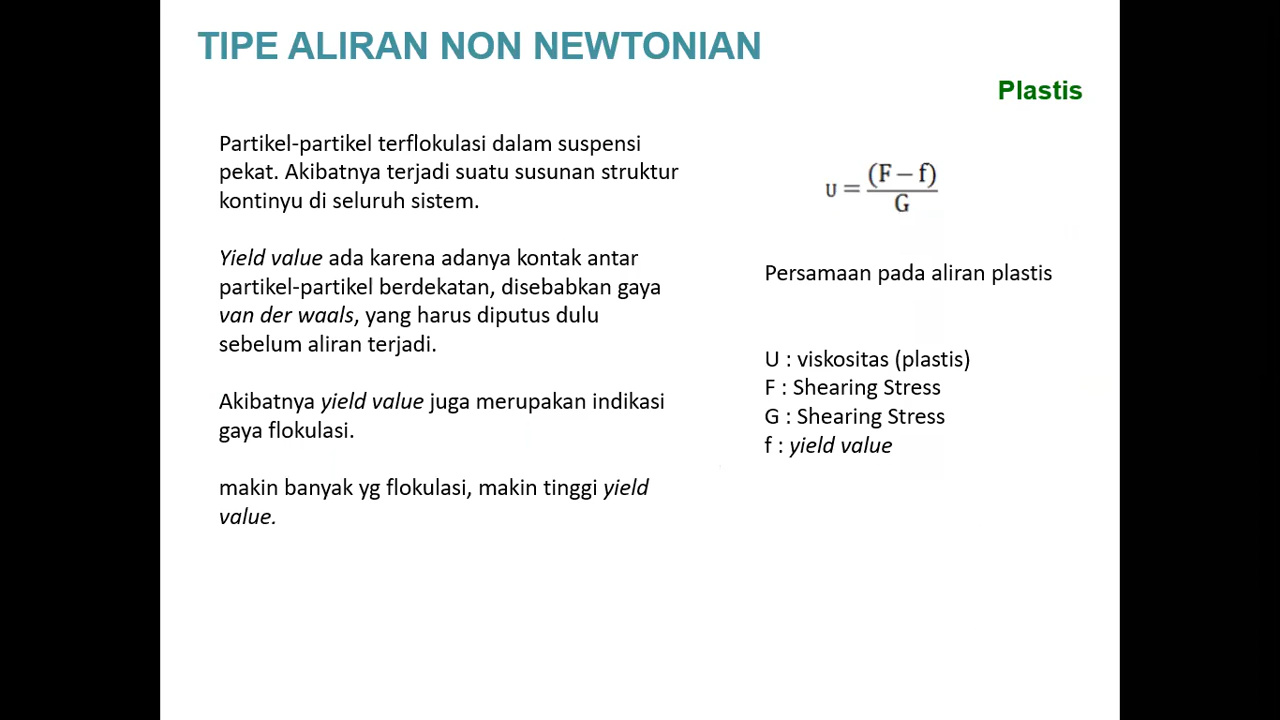 TIPE ALIRAN NON NEWTONIAN
Plastis
Partikel-partikel terflokulasi dalam suspensi
pekat. Akibatnya terjadi suatu susunan struktur
kontinyu di seluruh sistem.
Yield value ada karena adanya kontak antar
partikel-partikel berdekatan, disebabkan gaya
van der waals, yang harus diputus dulu
sebelum aliran terjadi.
Akibatnya yield value juga merupakan indikasi
gaya flokulasi.
makin banyak yg flokulasi, makin tinggi yield
value.
U = (F – f)
G
Persamaan pada aliran plastis
U : viskositas (plastis)
F : Shearing Stress
G : Shearing Stress
f : yield value